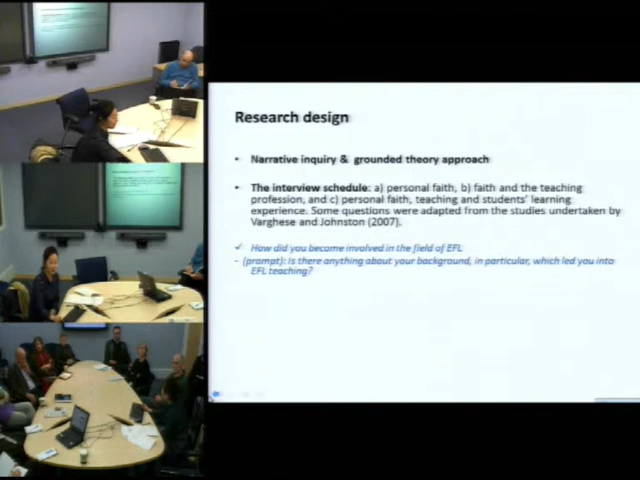 Research design
• Narrative inquiry & grounded theory approach
• The interview schedule: a) personal faith, b) faith and the teaching
profession, and c) personal faith, teaching and students' learning
experience. Some questions were adapted from the studies undertaken by
Varghese and Johnston (2007).
✓ How did you become involved in the field of EFL
- (prompt): Is there anything about your background, in particular, which led you into
EFL teaching?